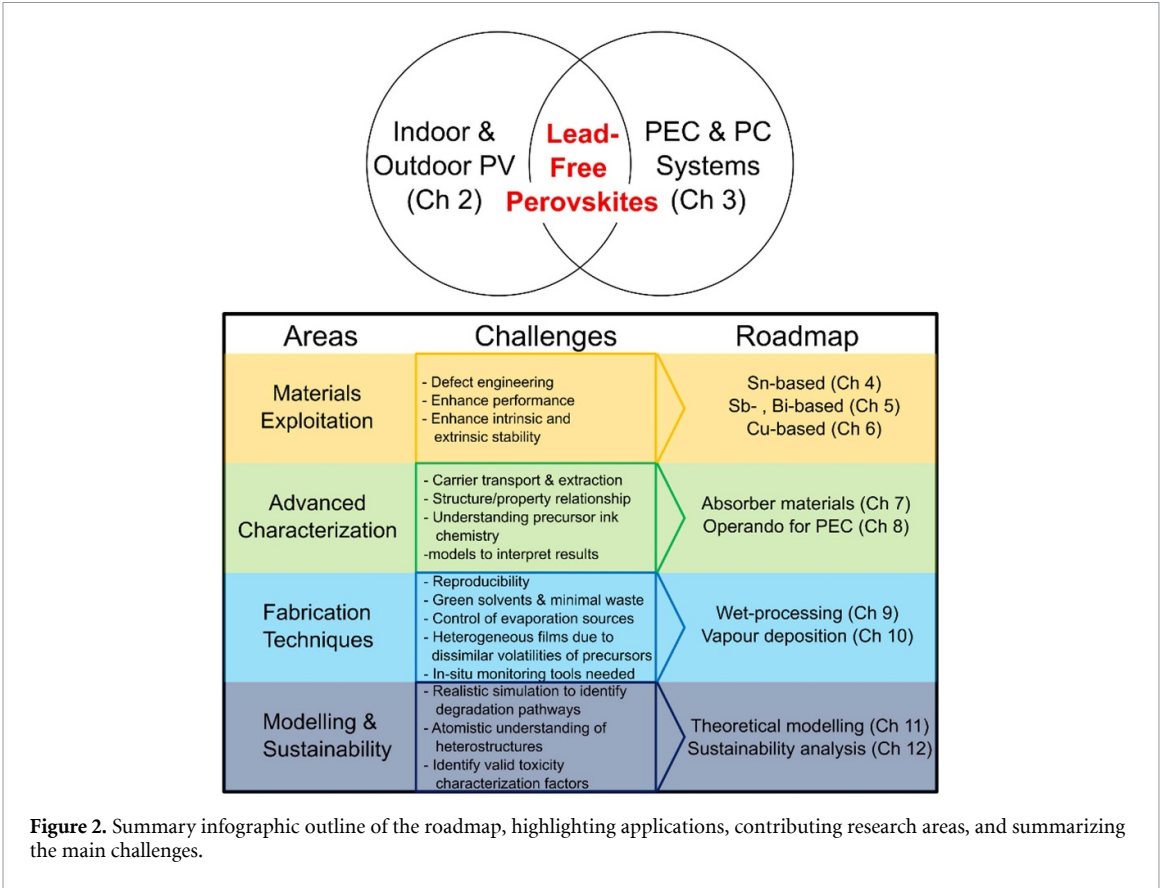 Indoor &
Outdoor PV
(Ch 2)
Lead-
Free
Perovskites
PEC & PC
Systems
(Ch 3)
Areas
Challenges
Roadmap
Materials
Exploitation
- Defect engineering
- Enhance performance
- Enhance intrinsic and
extrinsic stability
Sn-based (Ch 4)
Sb- , Bi-based (Ch 5)
Cu-based (Ch 6)
Advanced
Characterization
- Carrier transport & extraction
- Structure/property relationship
- Understanding precursor ink
chemistry
-models to interpret results
Absorber materials (Ch 7)
Operando for PEC (Ch 8)
Fabrication
Techniques
- Reproducibility
- Green solvents & minimal waste
- Control of evaporation sources
- Heterogeneous films due to
dissimilar volatilities of precursors
- In-situ monitoring tools needed
Wet-processing (Ch 9)
Vapour deposition (Ch 10)
Modelling &
Sustainability
- Realistic simulation to identify
degradation pathways
- Atomistic understanding of
heterostructures
- Identify valid toxicity
characterization factors
Theoretical modelling (Ch 11)
Sustainability analysis (Ch 12)
Figure 2. Summary infographic outline of the roadmap, highlighting applications, contributing research areas, and summarizing
the main challenges.